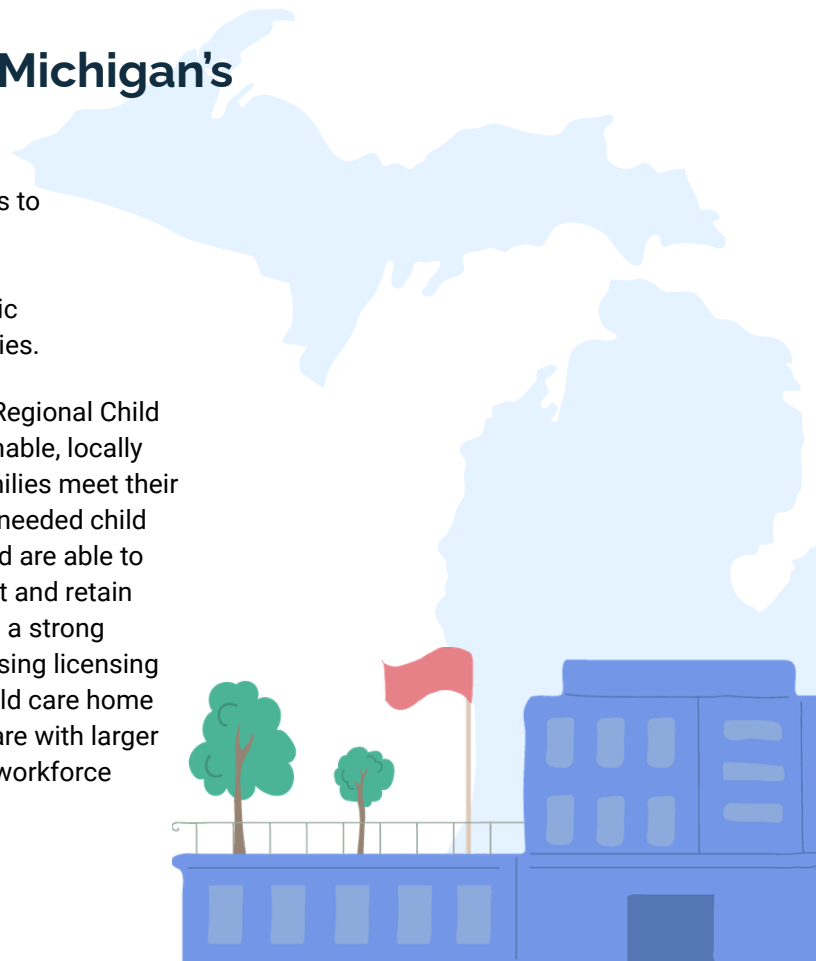 Michigan’s
s to
ic
ies.
Regional Child
nable, locally
nilies meet their
needed child
d are able to
t and retain
a strong
sing licensing
ld care home
are with larger
workforce